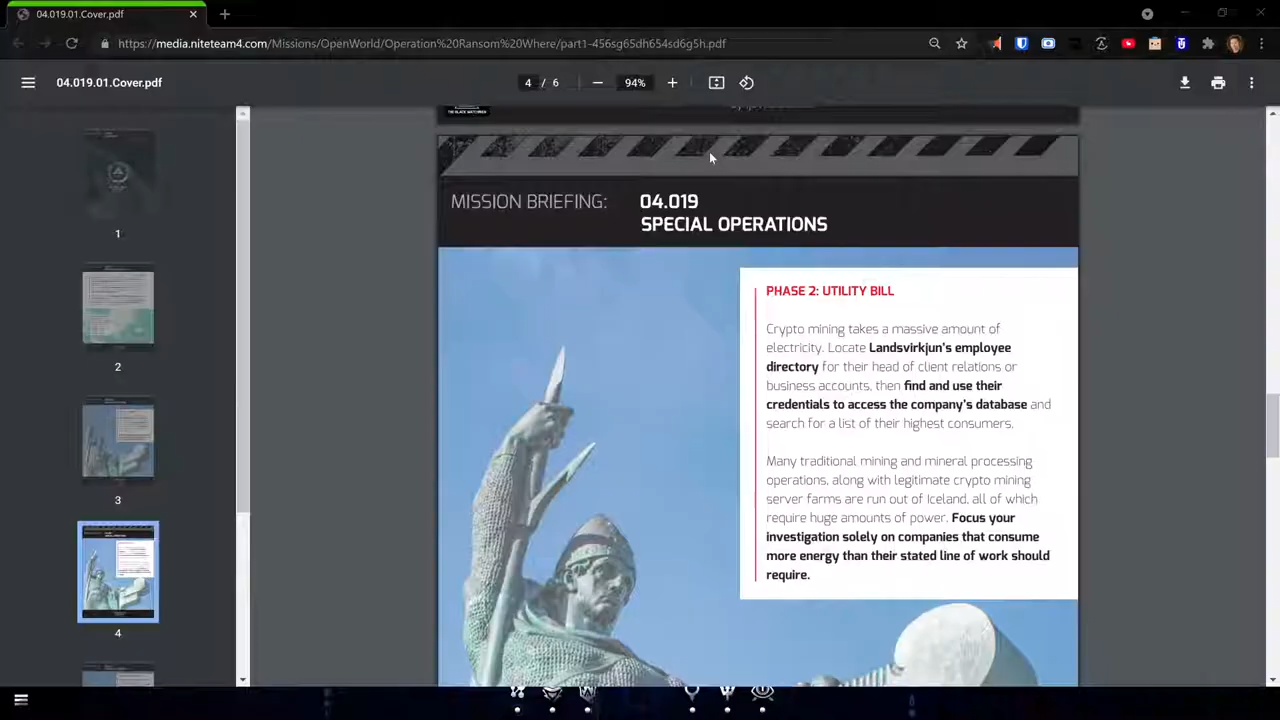 04.019.01.Cover.pdf
https://media.niteteam4.com/Missions/OpenWorld/Operation%20Ransom%20Where/part1-456sg65dh654sd6g5h.pdf
04.019.01.Cover.pdf
4 / 6
94%
1
2
3
4
THE BLACK WATCHMEN
MISSION BRIEFING: 04.019
SPECIAL OPERATIONS
PHASE 2: UTILITY BILL
Crypto mining takes a massive amount of
electricity. Locate Landsvirkjun's employee
directory for their head of client relations or
business accounts, then find and use their
credentials to access the company's database and
search for a list of their highest consumers.
Many traditional mining and mineral processing
operations, along with legitimate crypto mining
server farms are run out of Iceland, all of which
require huge amounts of power. Focus your
investigation solely on companies that consume
more energy than their stated line of work should
require.